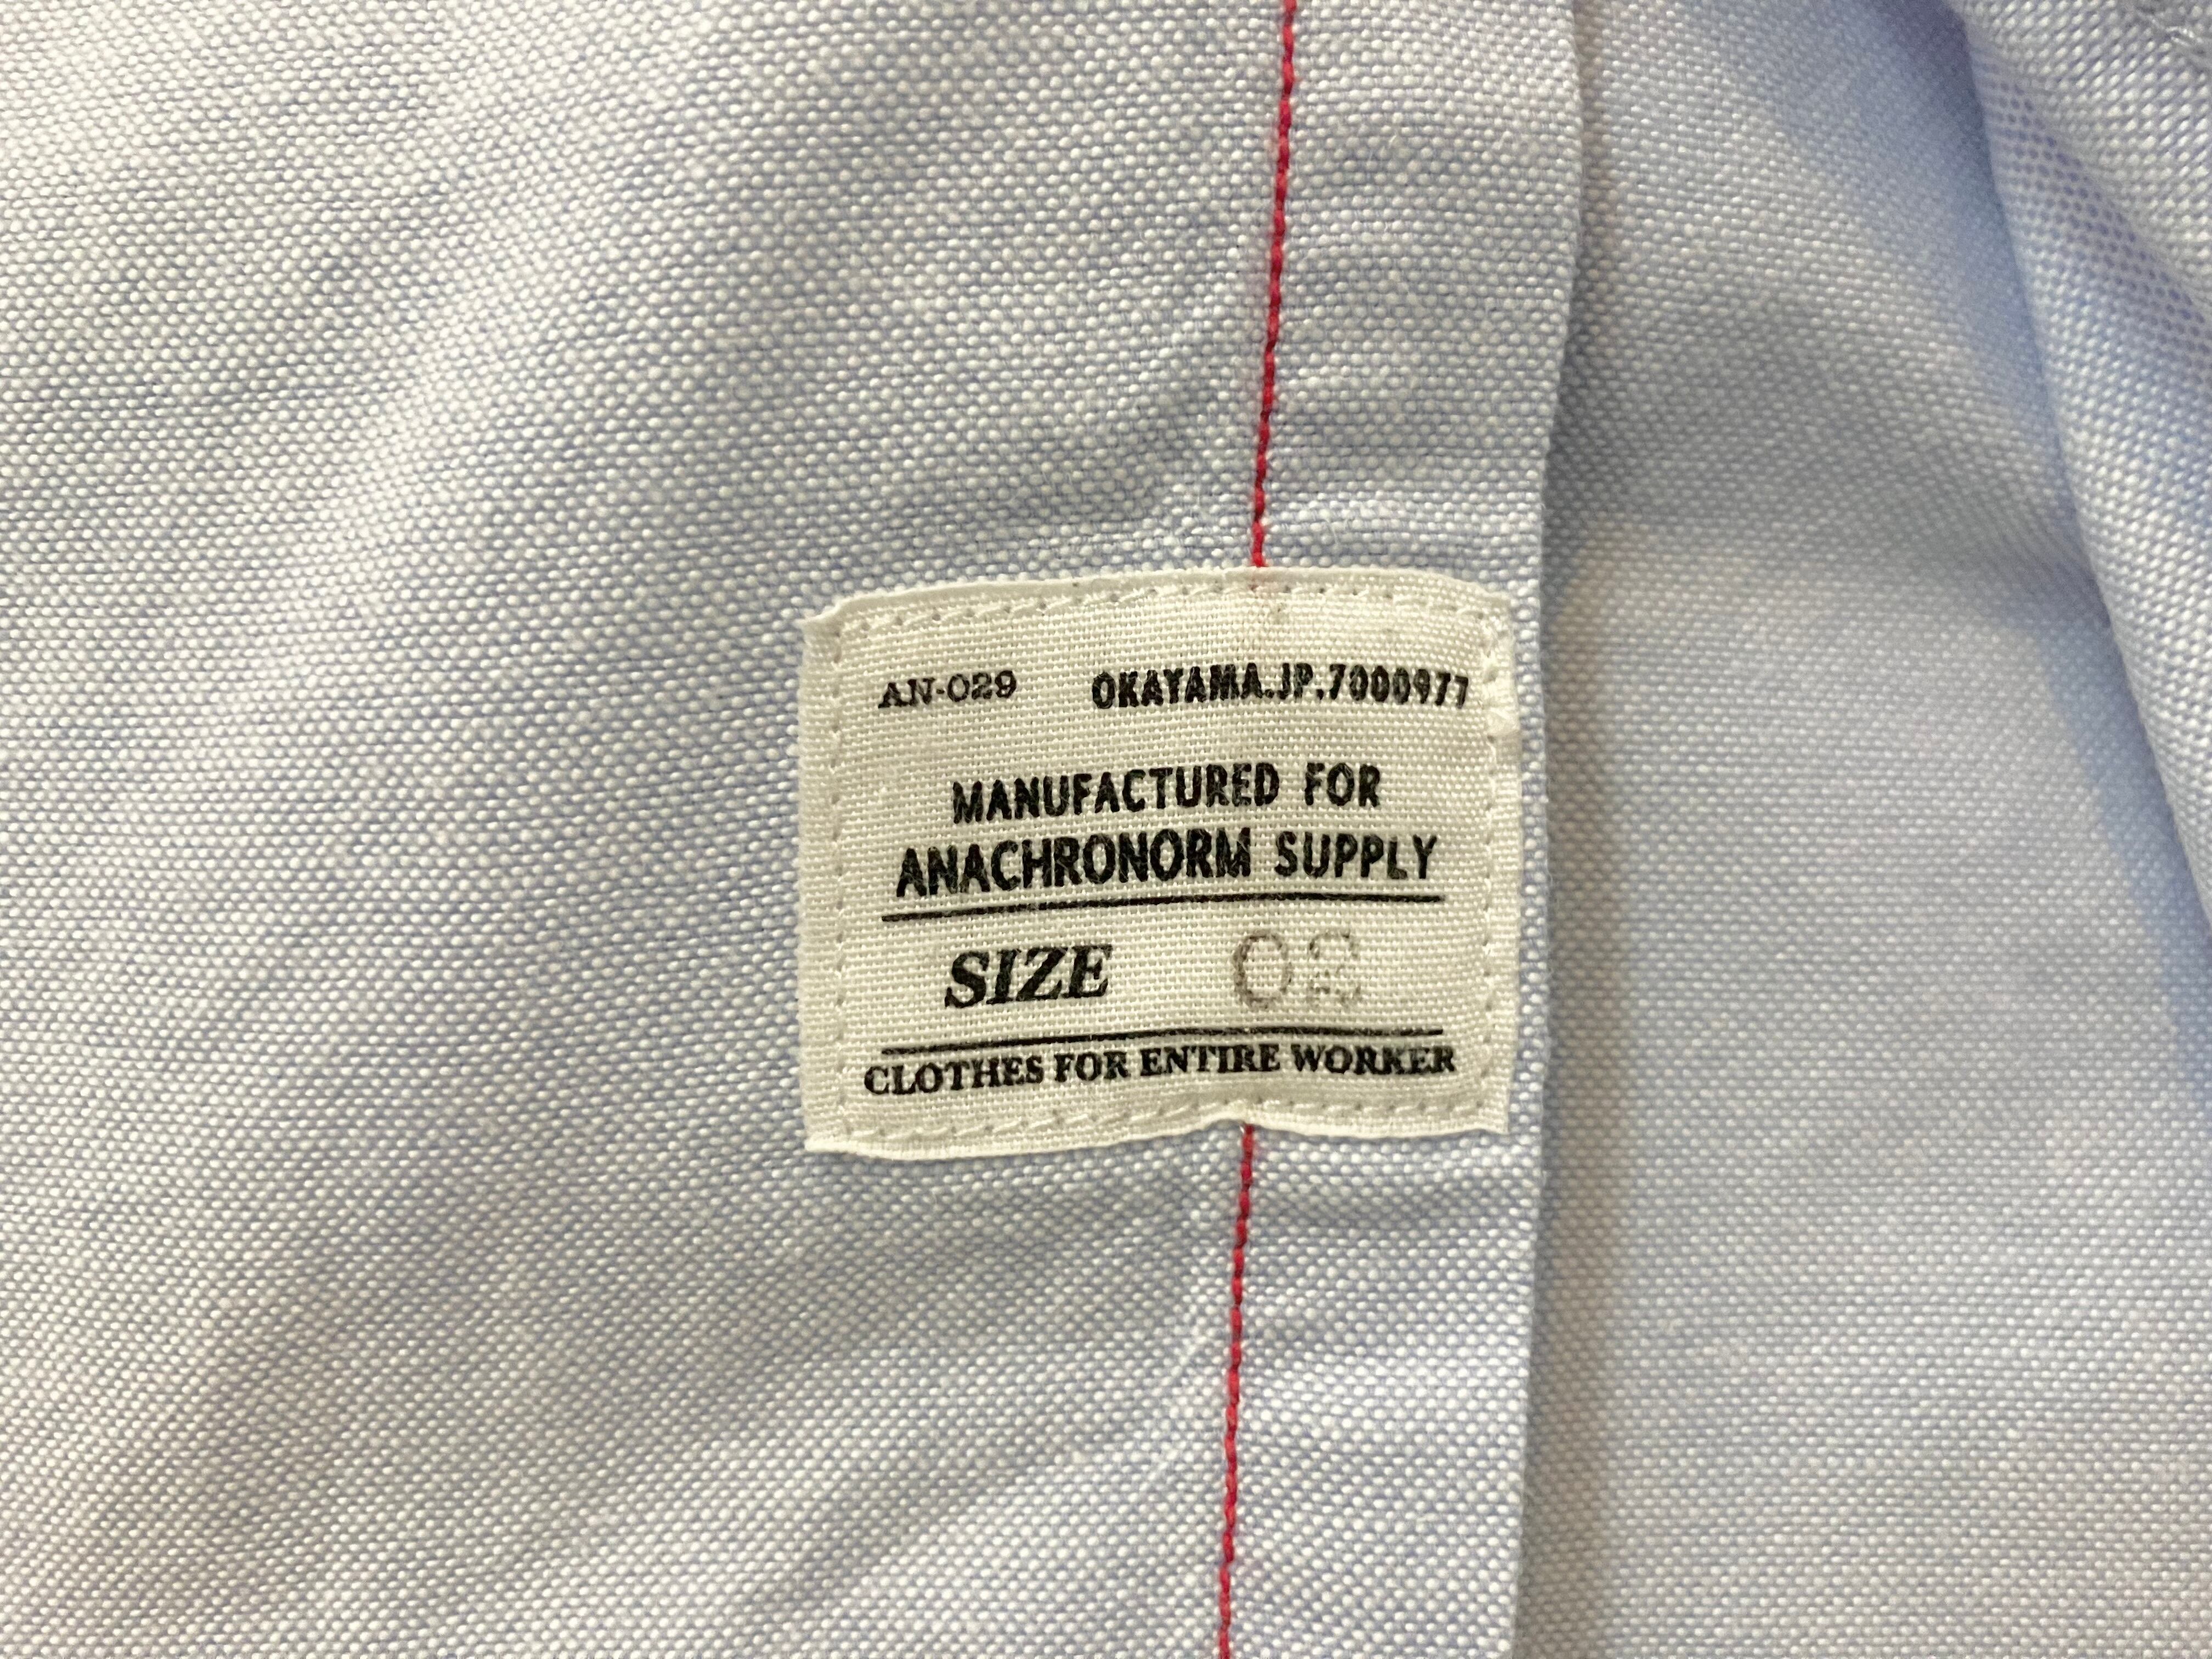 AN-029 OKAYAMA.JP.7000977
MANUFACTURED FOR
ANACHRONORM SUPPLY
SIZE 02
CLOTHES FOR ENTIRE WORKER